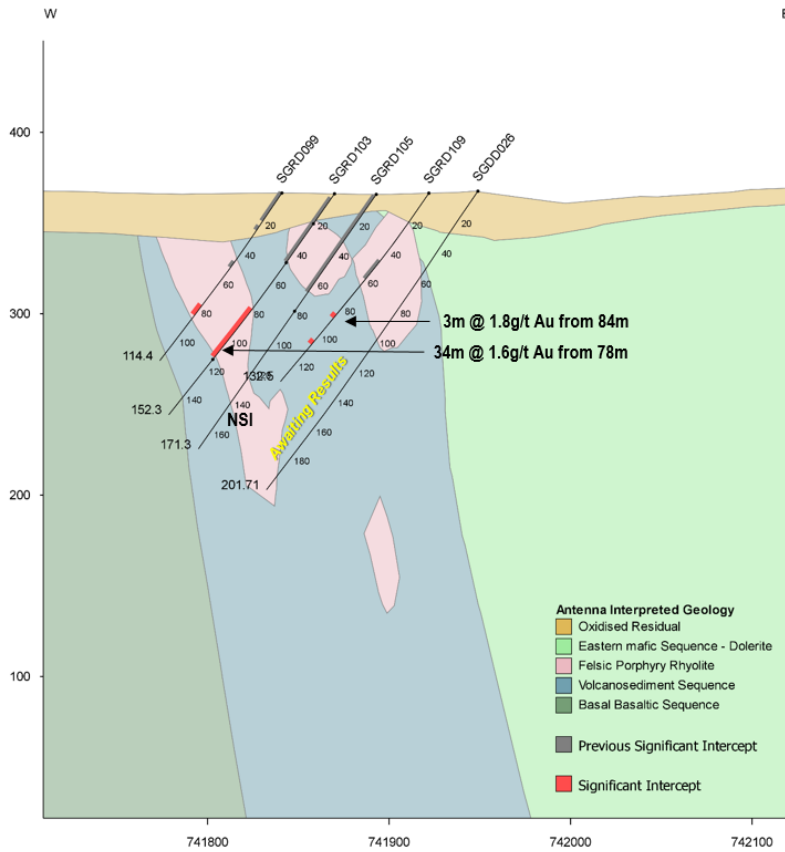 W
E
400
300
200
100
741800
741900
742000
742100
SGRD099
SGRD103
SGRD105
SGRD109
SGDD026
20
40
60
80
100
114.4
20
40
60
80
100
120
140
152.3
20
40
60
80
100
140
160
171.3
20
40
60
80
100
120
20
40
60
80
100
120
140
160
180
201.71
3m @ 1.8g/t Au from 84m
34m @ 1.6g/t Au from 78m
NSI
Awaiting Results
Antenna Interpreted Geology
Oxidised Residual
Eastern mafic Sequence - Dolerite
Felsic Porphyry Rhyolite
Volcanosediment Sequence
Basal Basaltic Sequence
Previous Significant Intercept
Significant Intercept